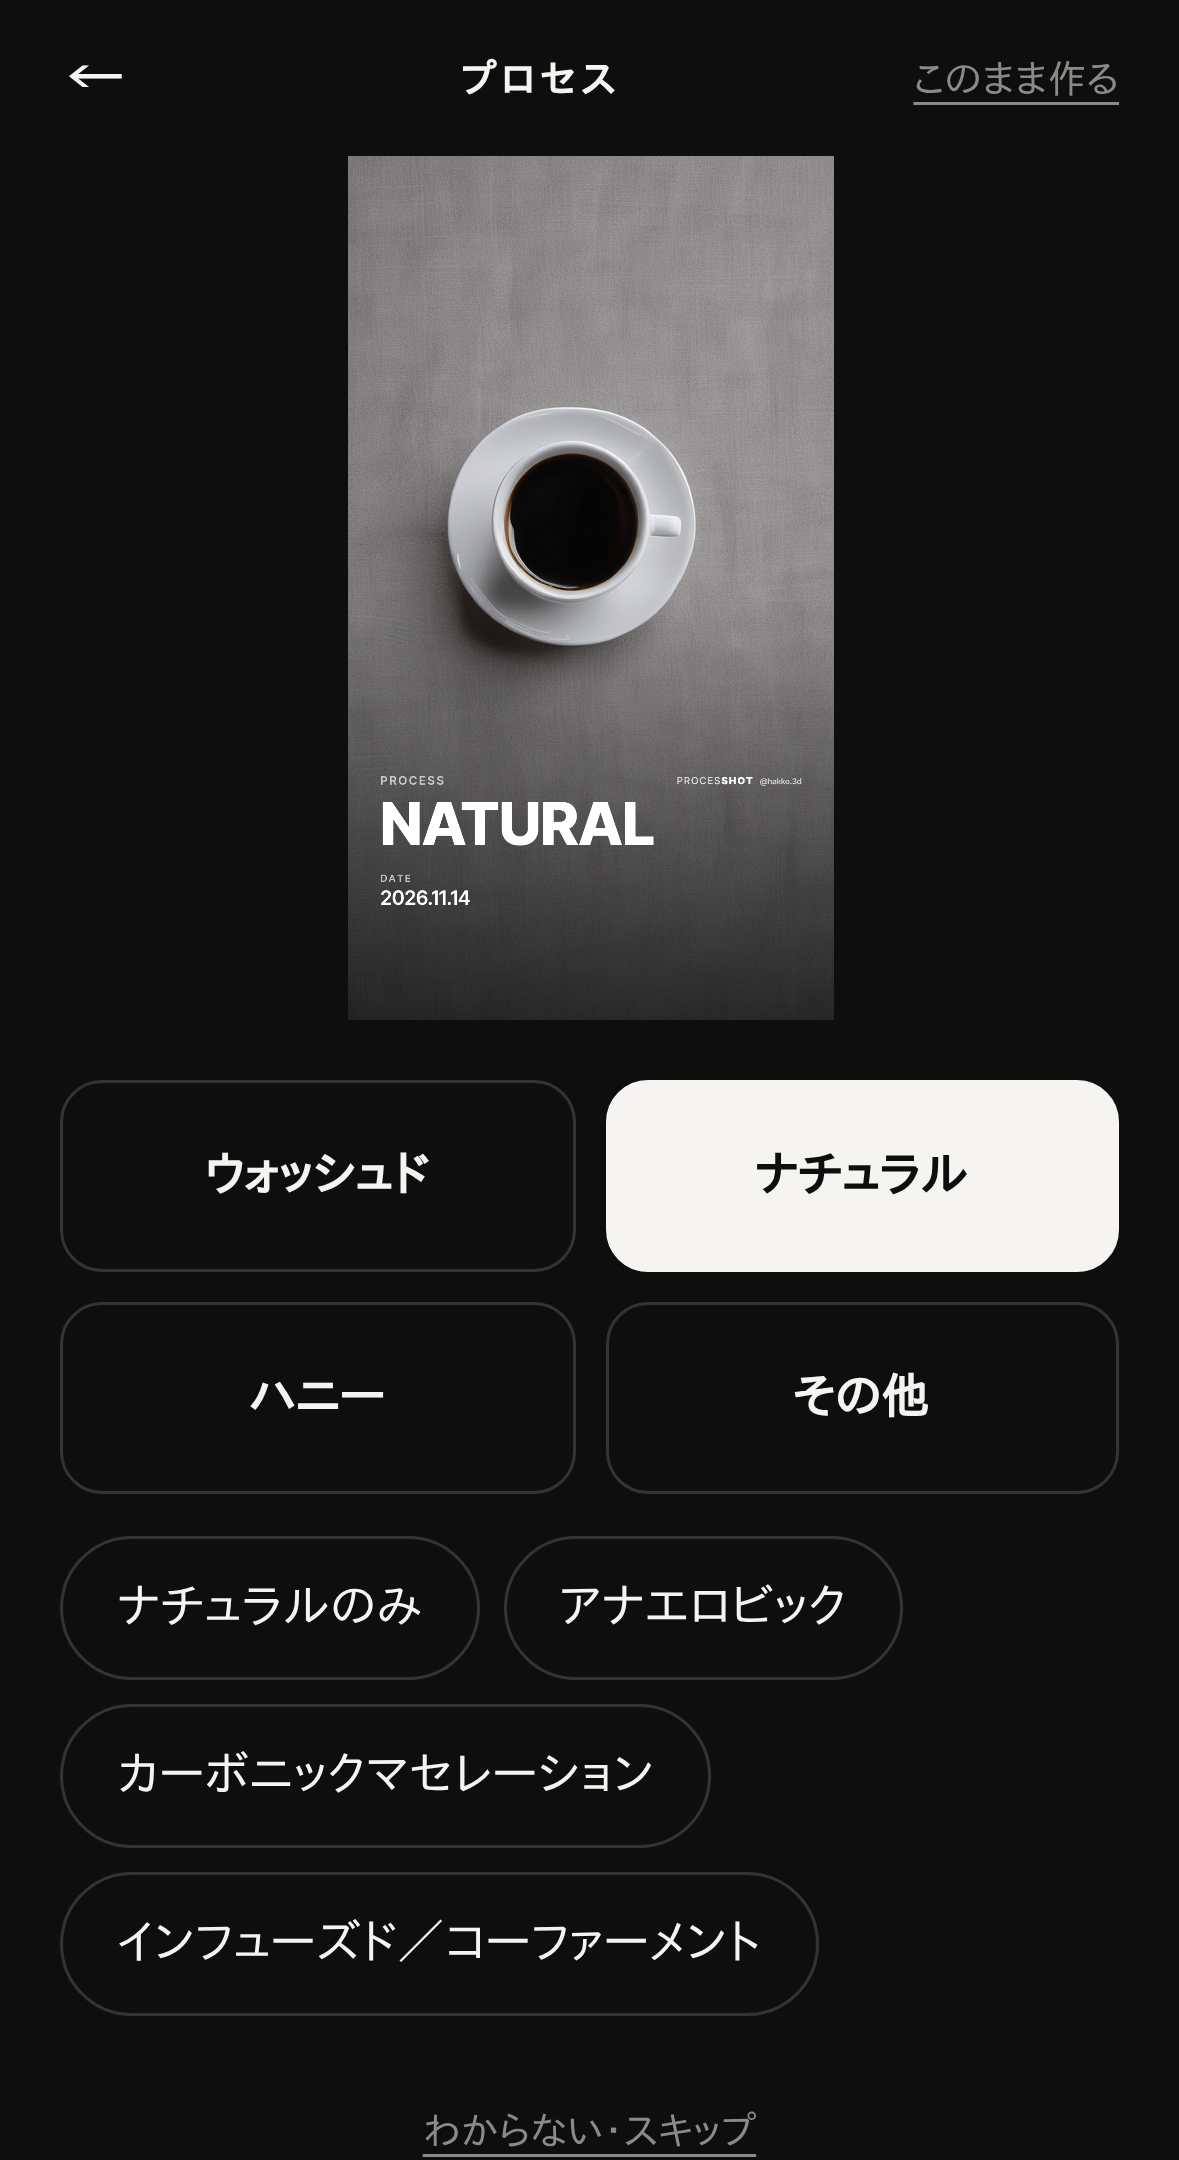 ←
プロセス
このまま作る
PROCESS
PROCESSHOT @hakko.3d
NATURAL
DATE
2026.11.14
ウォッシュド
ナチュラル
ハニー
その他
ナチュラルのみ
アナエロビック
カーボニックマセレーション
インフューズド／コーファーメント
わからない・スキップ